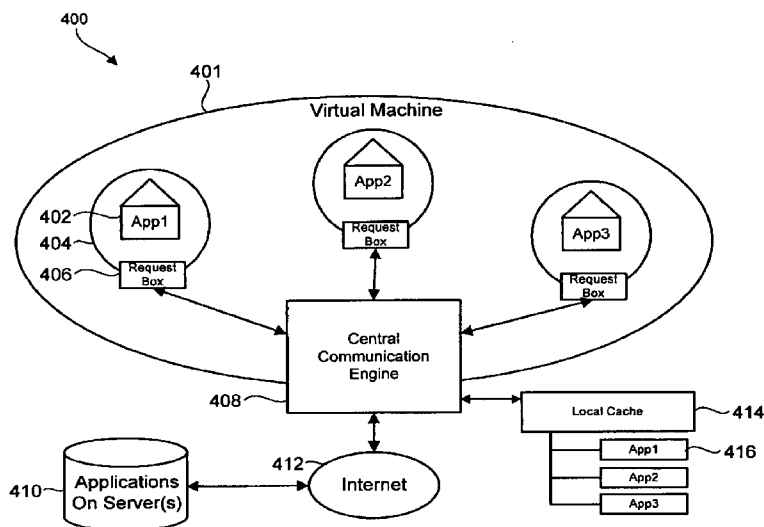 400
401
Virtual Machine
402
App1
404
406
Request
Box
App2
Request
Box
App3
Request
Box
Central
Communication
Engine
408
Local Cache
414
App1
416
App2
App3
410
Applications
On Server(s)
412
Internet